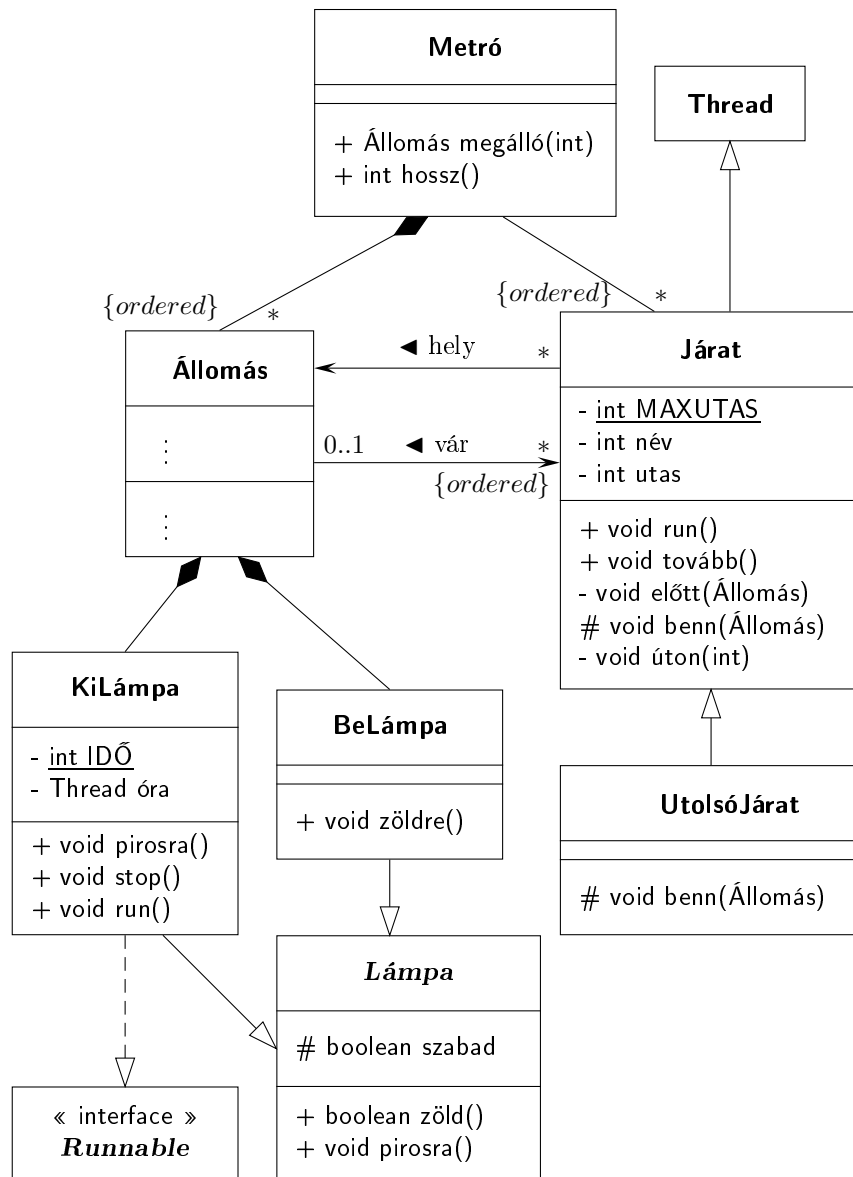 Metró
+ Állomás megálló(int)
+ int hossz()
Thread
{ordered}
*
{ordered}
*
Állomás
⋮
⋮
◄ hely
*
0..1
◄ vár
*
{ordered}
Járat
- int MAXUTAS
- int név
- int utas
+ void run()
+ void tovább()
- void előtt(Állomás)
# void benn(Állomás)
- void úton(int)
KiLámpa
- int IDŐ
- Thread óra
+ void pirosra()
+ void stop()
+ void run()
BeLámpa
+ void zöldre()
UtolsóJárat
# void benn(Állomás)
Lámpa
# boolean szabad
+ boolean zöld()
+ void pirosra()
« interface »
Runnable